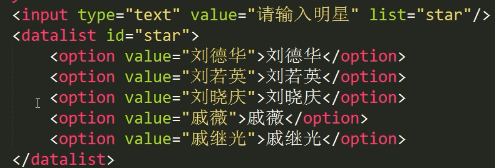 <input type="text" value="请输入明星" list="star"/>
<datalist id="star">
<option value="刘德华">刘德华</option>
<option value="刘若英">刘若英</option>
<option value="刘晓庆">刘晓庆</option>
<option value="戚薇">戚薇</option>
<option value="戚继光">戚继光</option>
</datalist>